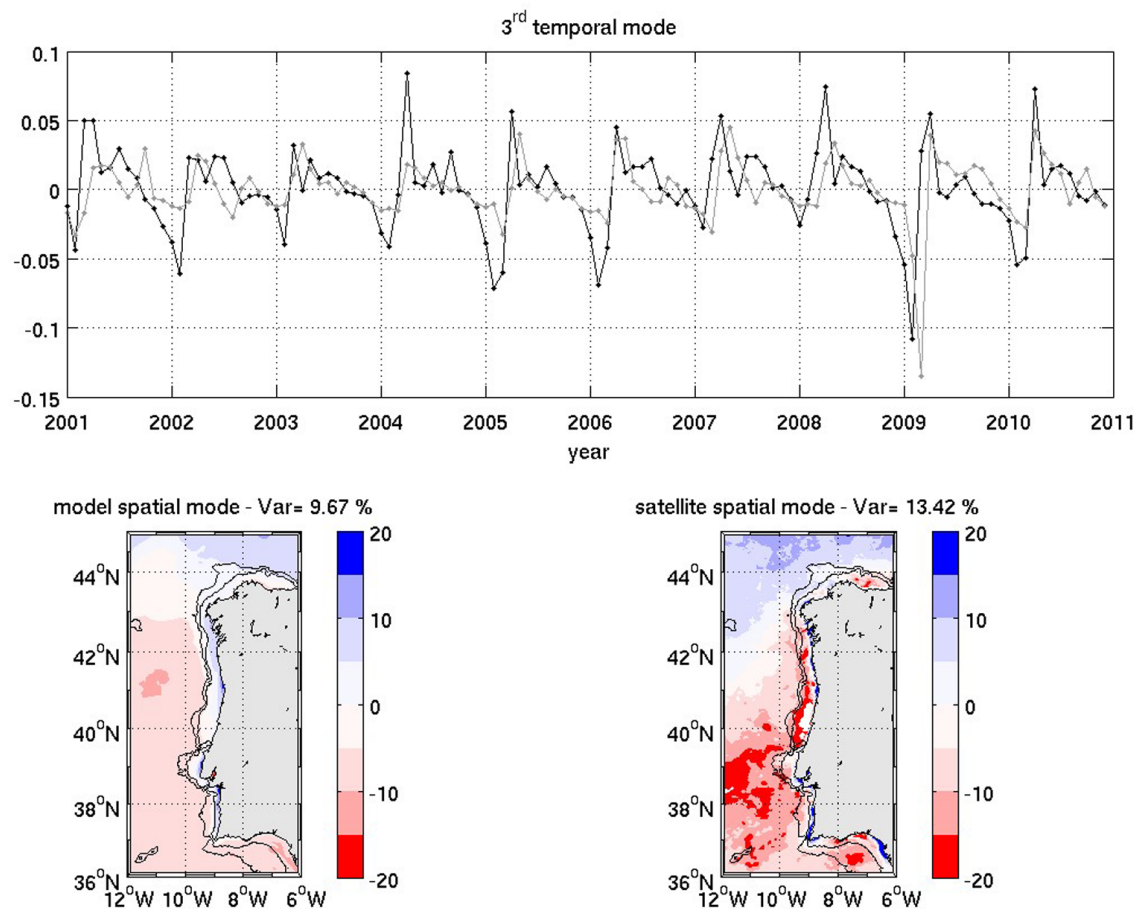 3rd temporal mode
0.1
0.05
0
-0.05
-0.1
-0.15
2001 2002 2003 2004 2005 2006 2007 2008 2009 2010 2011
year
model spatial mode - Var= 9.67 %
44°N
42°N
40°N
38°N
36°N
12°W 10°W 8°W 6°W
20
10
0
-10
-20
satellite spatial mode - Var= 13.42 %
44°N
42°N
40°N
38°N
36°N
12°W 10°W 8°W 6°W
20
10
0
-10
-20